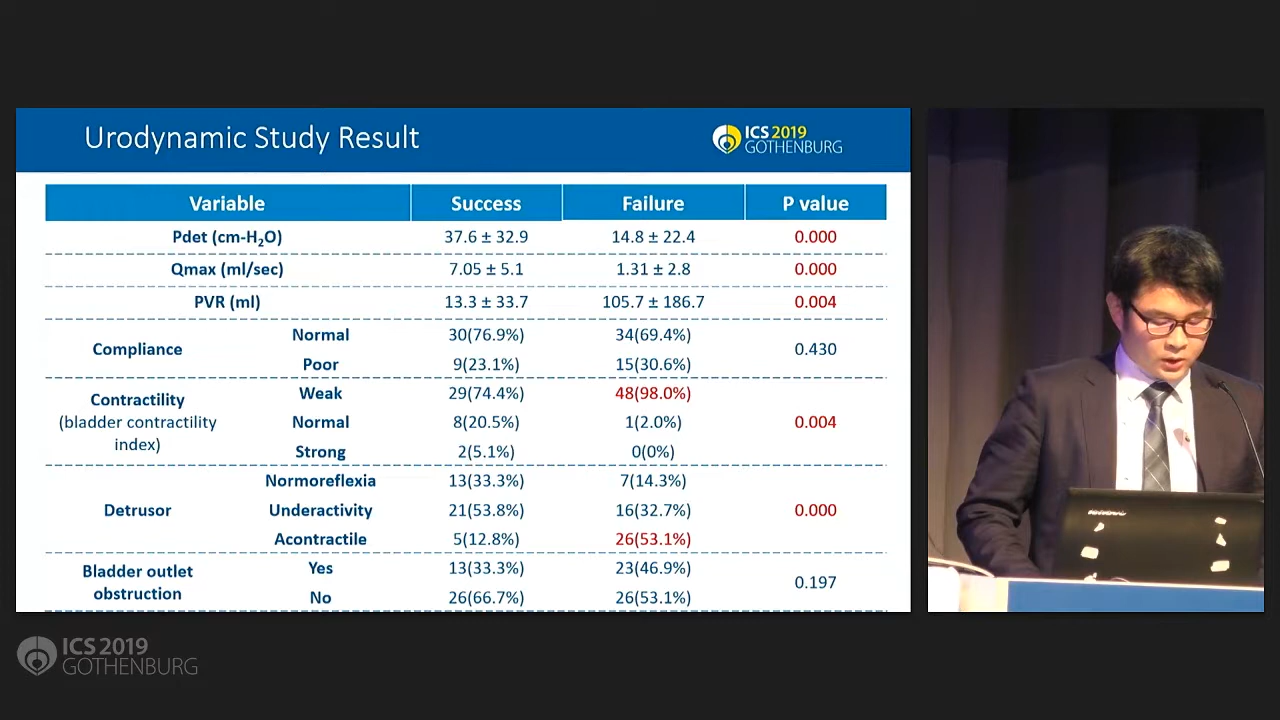 Urodynamic Study Result
ICS 2019
GOTHENBURG
Variable Success Failure P value
Pdet (cm-H₂O) 37.6 ± 32.9 14.8 ± 22.4 0.000
Qmax (ml/sec) 7.05 ± 5.1 1.31 ± 2.8 0.000
PVR (ml) 13.3 ± 33.7 105.7 ± 186.7 0.004
Compliance Normal 30(76.9%) 34(69.4%) 0.430
Poor 9(23.1%) 15(30.6%)
Contractility Weak 29(74.4%) 48(98.0%)
(bladder contractility Normal 8(20.5%) 1(2.0%) 0.004
index) Strong 2(5.1%) 0(0%)
Normoreflexia 13(33.3%) 7(14.3%)
Detrusor Underactivity 21(53.8%) 16(32.7%) 0.000
Acontractile 5(12.8%) 26(53.1%)
Bladder outlet Yes 13(33.3%) 23(46.9%) 0.197
obstruction No 26(66.7%) 26(53.1%)
ICS 2019
GOTHENBURG